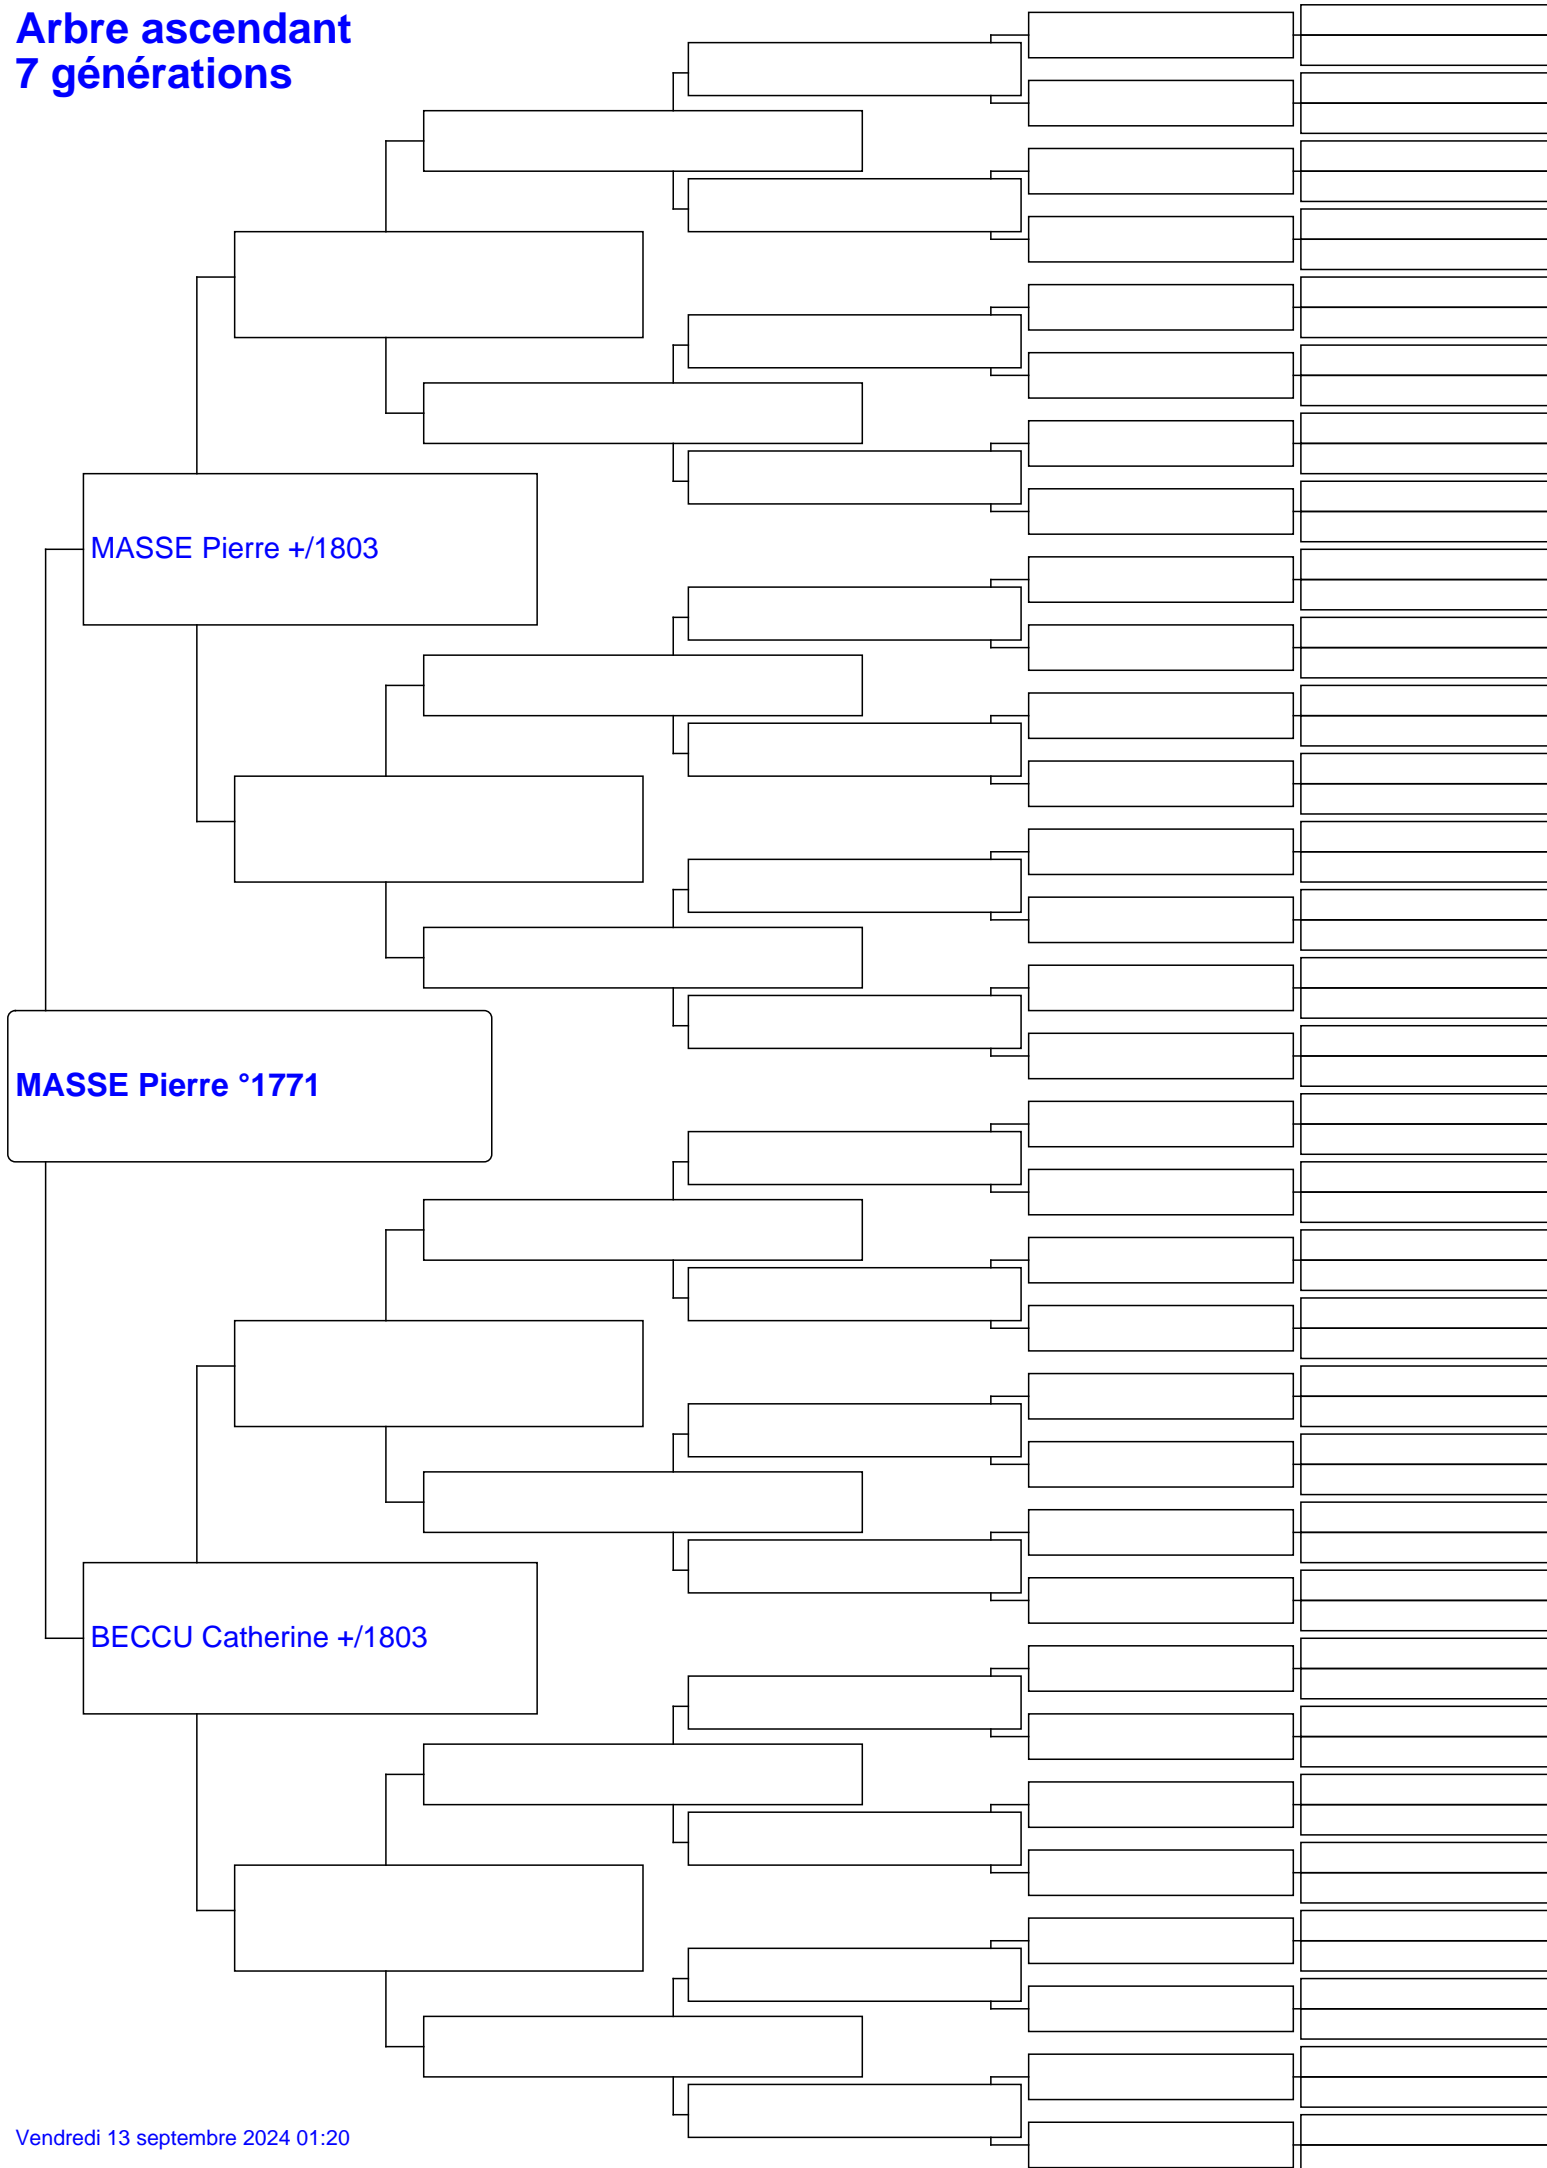 Arbre ascendant
7 générations
MASSE Pierre +/1803
MASSE Pierre °1771
BECCU Catherine +/1803
Vendredi 13 septembre 2024 01:20